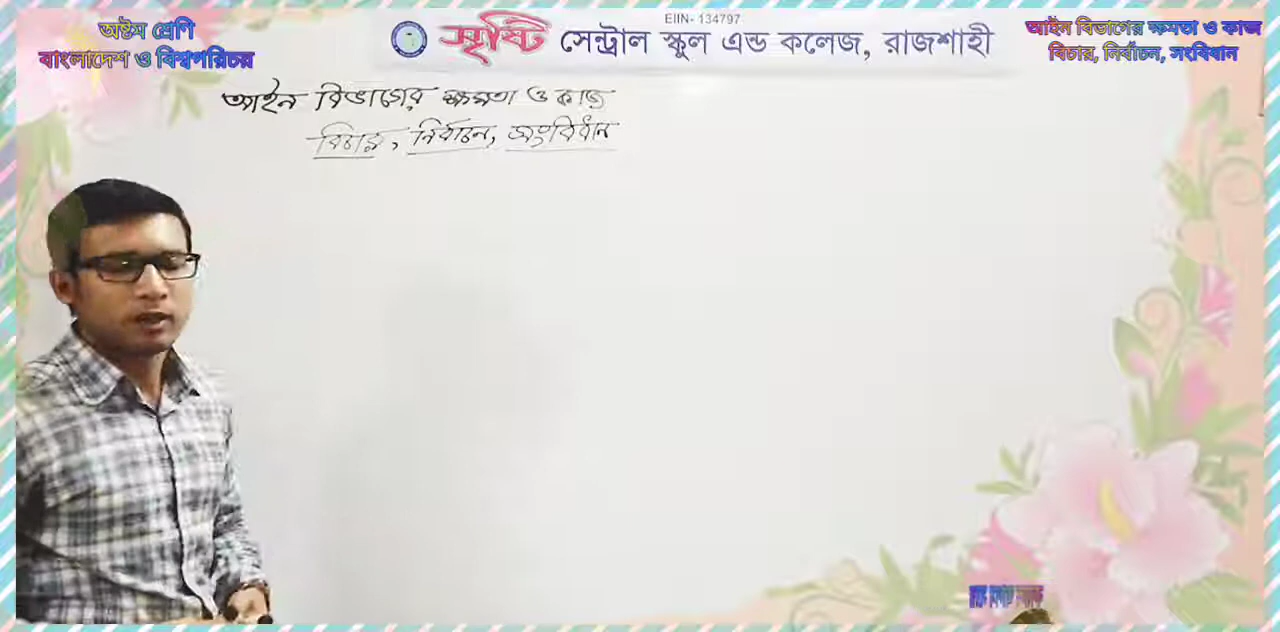 অষ্টম শ্রেণি
বাংলাদেশ ও বিশ্বপরিচয়
EIIN- 134797
সৃষ্টি সেন্ট্রাল স্কুল এন্ড কলেজ, রাজশাহী
আইন বিভাগের ক্ষমতা ও কাজ
বিচার, নির্বাচন, সংবিধান
আইন বিভাগের ক্ষমতা ও কাজ
বিচার, নির্বাচন, সংবিধান